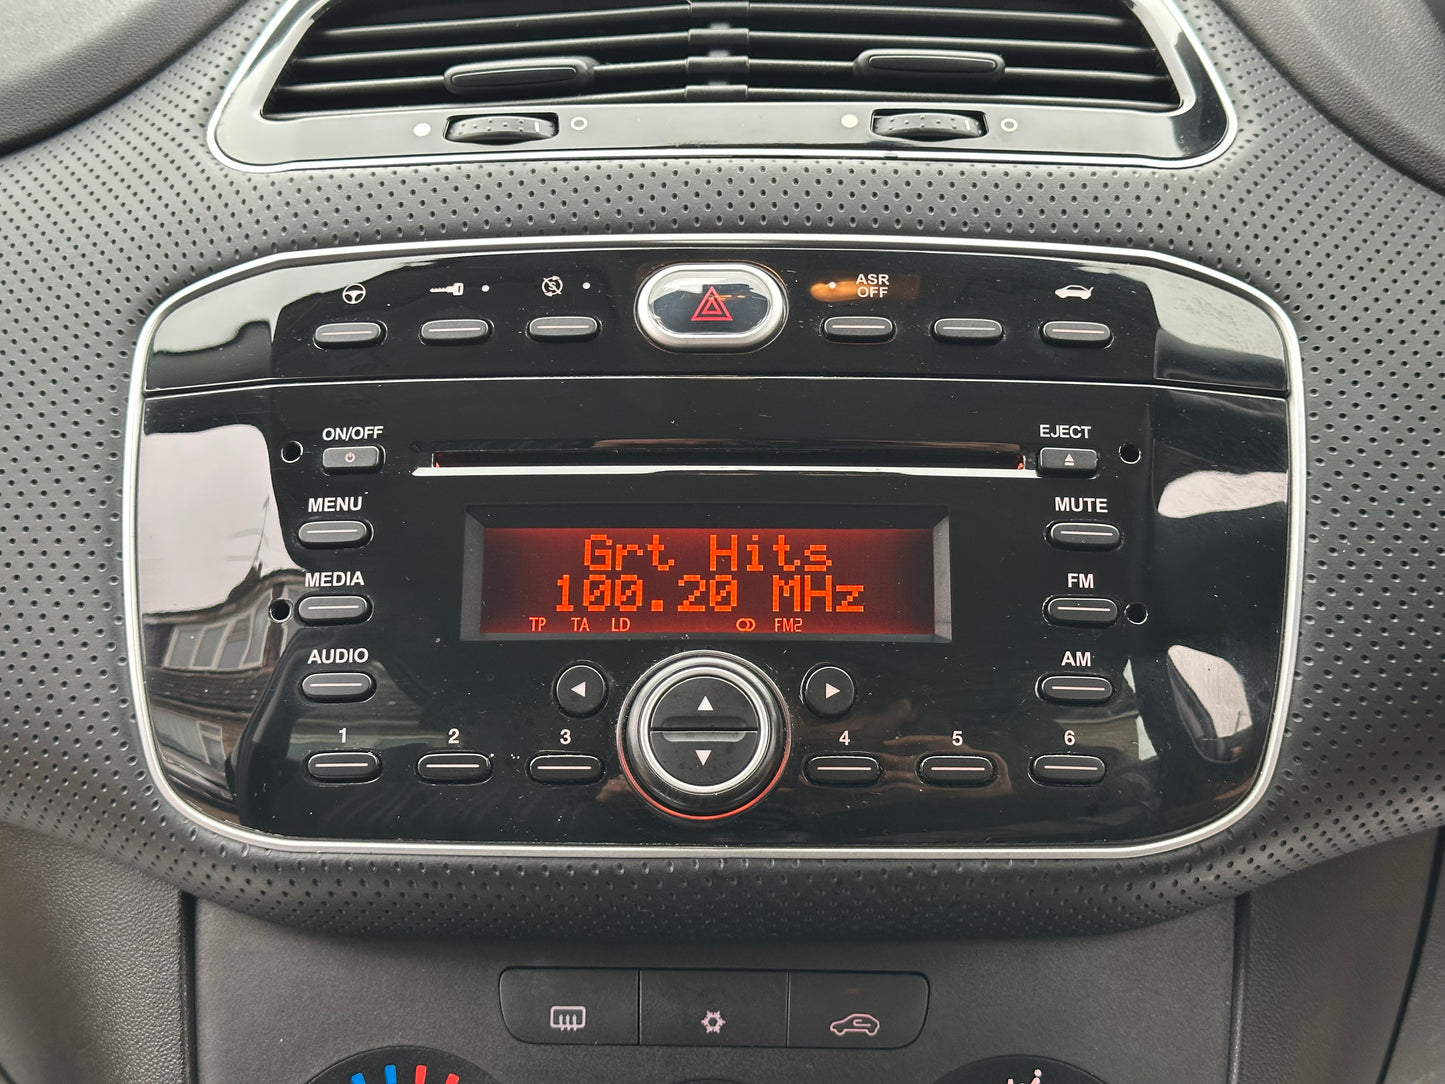 ASR
OFF
ON/OFF
EJECT
MENU
MUTE
Grt Hits
MEDIA
100.20 MHz
FM
TP TA LD FM2
AUDIO
AM
1 2 3 4 5 6